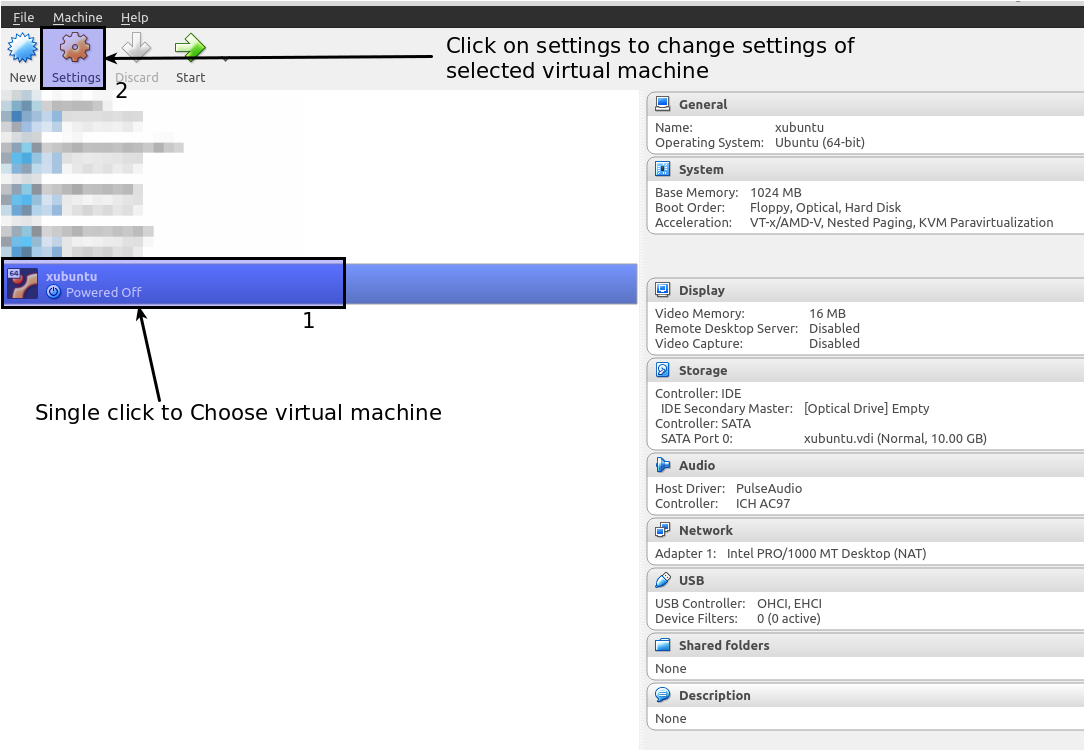 File Machine Help
New Settings Discard Start
Click on settings to change settings of
selected virtual machine
2
64
xubuntu
Powered Off
1
Single click to Choose virtual machine
General
Name: xubuntu
Operating System: Ubuntu (64-bit)
System
Base Memory: 1024 MB
Boot Order: Floppy, Optical, Hard Disk
Acceleration: VT-x/AMD-V, Nested Paging, KVM Paravirtualization
Display
Video Memory: 16 MB
Remote Desktop Server: Disabled
Video Capture: Disabled
Storage
Controller: IDE
IDE Secondary Master: [Optical Drive] Empty
Controller: SATA
SATA Port 0: xubuntu.vdi (Normal, 10.00 GB)
Audio
Host Driver: PulseAudio
Controller: ICH AC97
Network
Adapter 1: Intel PRO/1000 MT Desktop (NAT)
USB
USB Controller: OHCI, EHCI
Device Filters: 0 (0 active)
Shared folders
None
Description
None